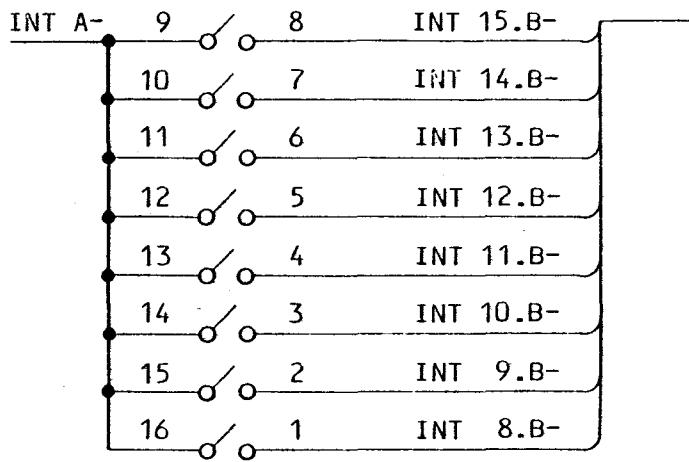 INT A- 9 8 INT 15.B-
10 7 INT 14.B-
11 6 INT 13.B-
12 5 INT 12.B-
13 4 INT 11.B-
14 3 INT 10.B-
15 2 INT 9.B-
16 1 INT 8.B-